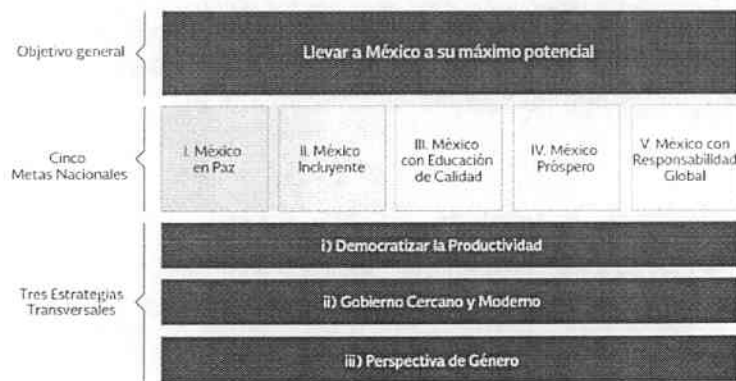 Objetivo general
Llevar a México a su máximo potencial
Cinco
Metas Nacionales
I. México
en Paz
II. México
Incluyente
III. México
con Educación
de Calidad
IV. México
Próspero
V. México con
Responsabilidad
Global
Tres Estrategias
Transversales
i) Democratizar la Productividad
ii) Gobierno Cercano y Moderno
iii) Perspectiva de Género